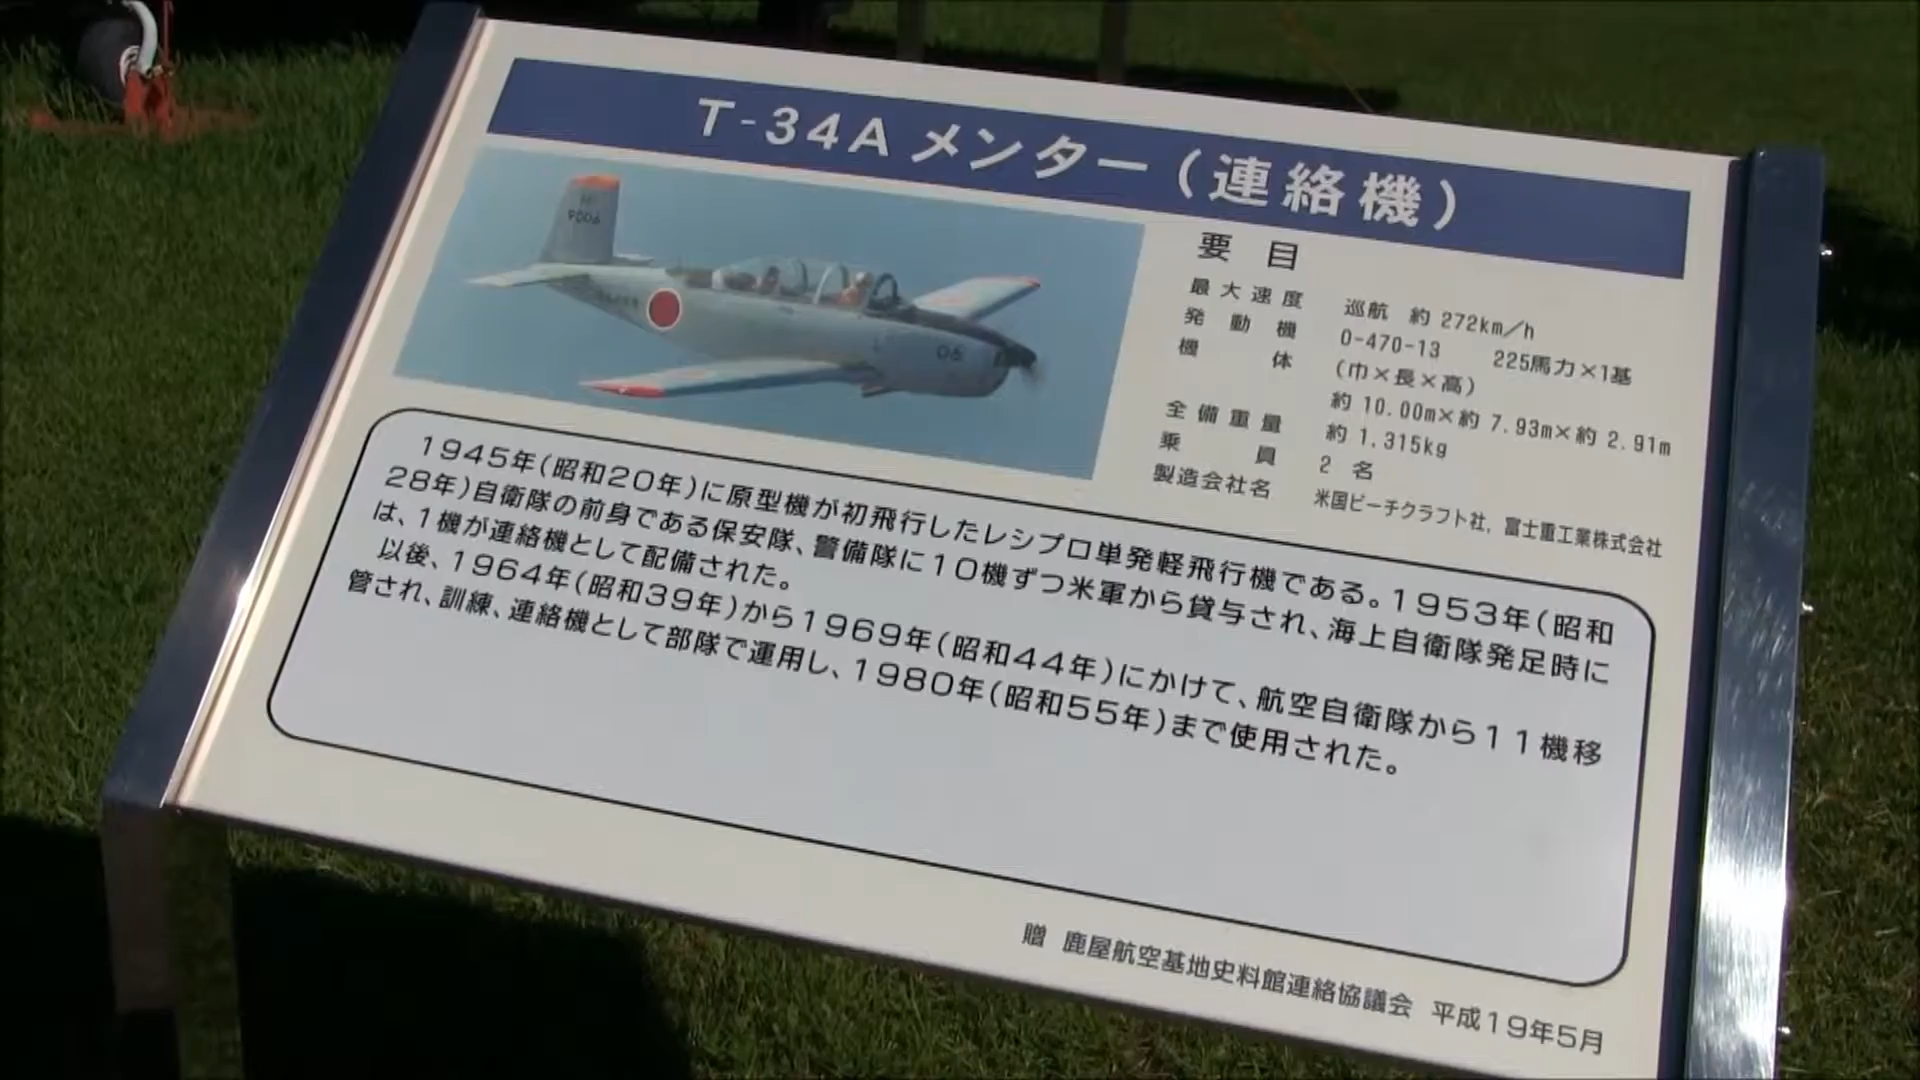 T-34A メンター（連絡機）
9006
06
要 目
最大速度 巡航 約 272km/h
発動機 O-470-13 225馬力×1基
機体 (巾×長×高)
約 10.00m×約 7.93m×約 2.91m
全備重量 約 1,315kg
乗員 2 名
製造会社名 米国ビーチクラフト社, 富士重工業株式会社
1945年(昭和20年)に原型機が初飛行したレシプロ単発軽飛行機である。1953年(昭和
28年)自衛隊の前身である保安隊、警備隊に10機ずつ米軍から貸与され、海上自衛隊発足時に
は、1機が連絡機として配備された。
以後、1964年(昭和39年)から1969年(昭和44年)にかけて、航空自衛隊から11機移
管され、訓練、連絡機として部隊で運用し、1980年(昭和55年)まで使用された。
贈 鹿屋航空基地史料館連絡協議会 平成19年5月